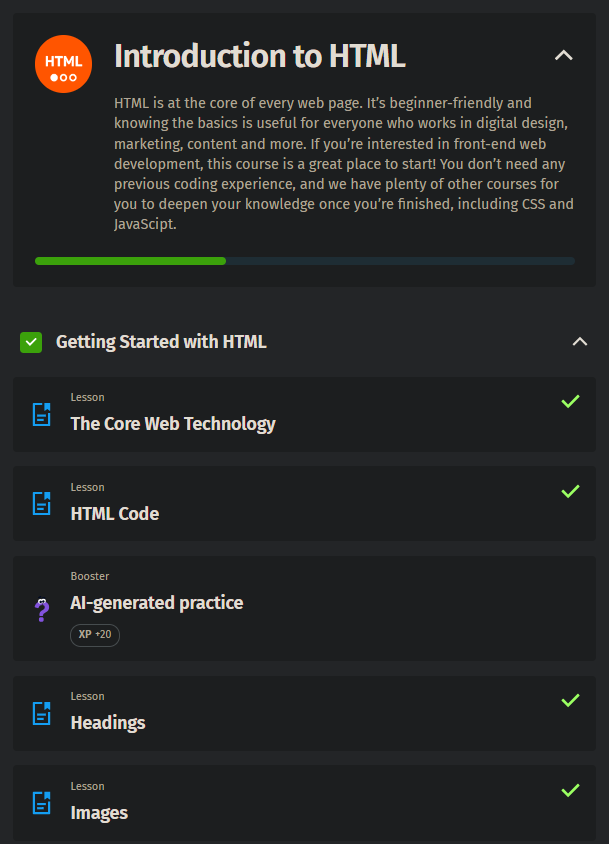 HTML
Introduction to HTML
HTML is at the core of every web page. It's beginner-friendly and
knowing the basics is useful for everyone who works in digital design,
marketing, content and more. If you're interested in front-end web
development, this course is a great place to start! You don't need any
previous coding experience, and we have plenty of other courses for
you to deepen your knowledge once you're finished, including CSS and
JavaScipt.
Getting Started with HTML
Lesson
The Core Web Technology
Lesson
HTML Code
Booster
AI-generated practice
XP +20
Lesson
Headings
Lesson
Images